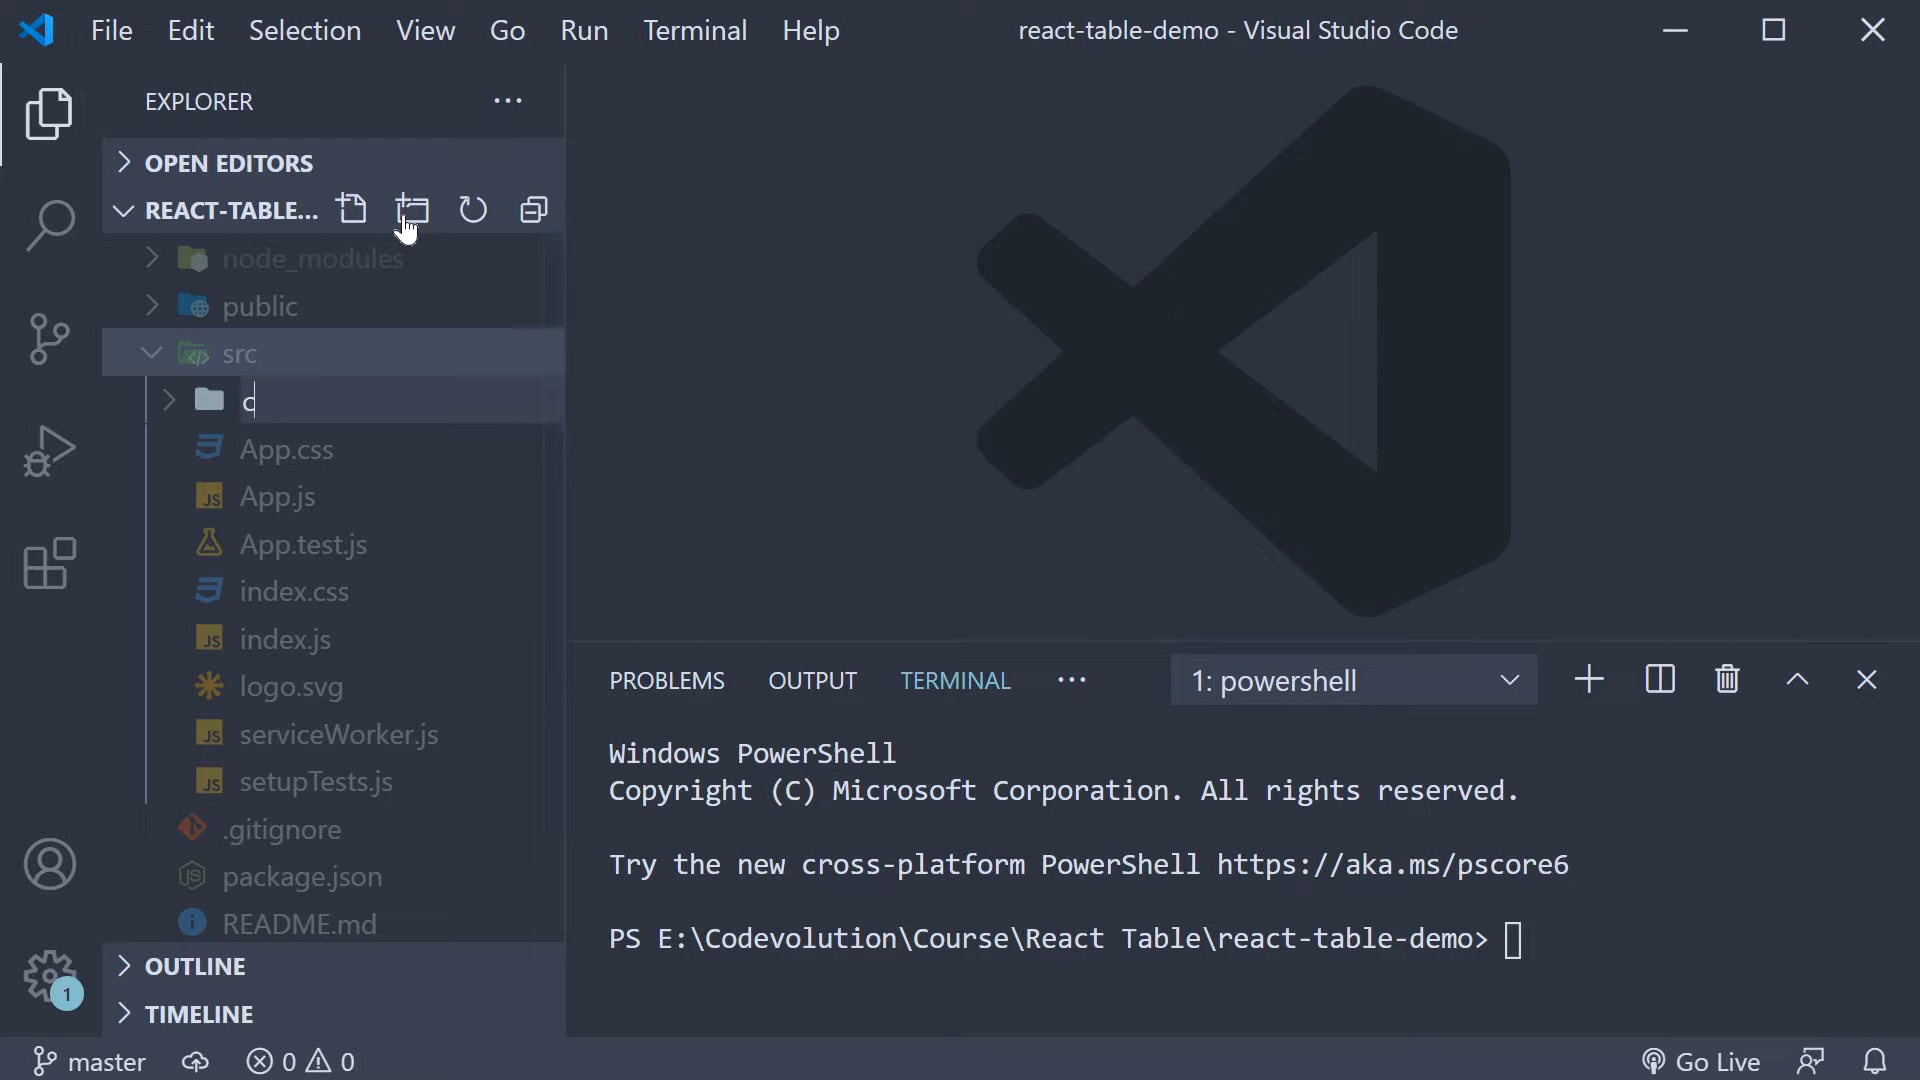 File Edit Selection View Go Run Terminal Help react-table-demo - Visual Studio Code
EXPLORER
OPEN EDITORS
REACT-TABLE...
node_modules
public
src
c
App.css
App.js
App.test.js
index.css
index.js
logo.svg
serviceWorker.js
setupTests.js
.gitignore
package.json
README.md
OUTLINE
TIMELINE
1
PROBLEMS OUTPUT TERMINAL 1: powershell
Windows PowerShell
Copyright (C) Microsoft Corporation. All rights reserved.
Try the new cross-platform PowerShell https://aka.ms/pscore6
PS E:\Codevolution\Course\React Table\react-table-demo>
master 0 0 Go Live